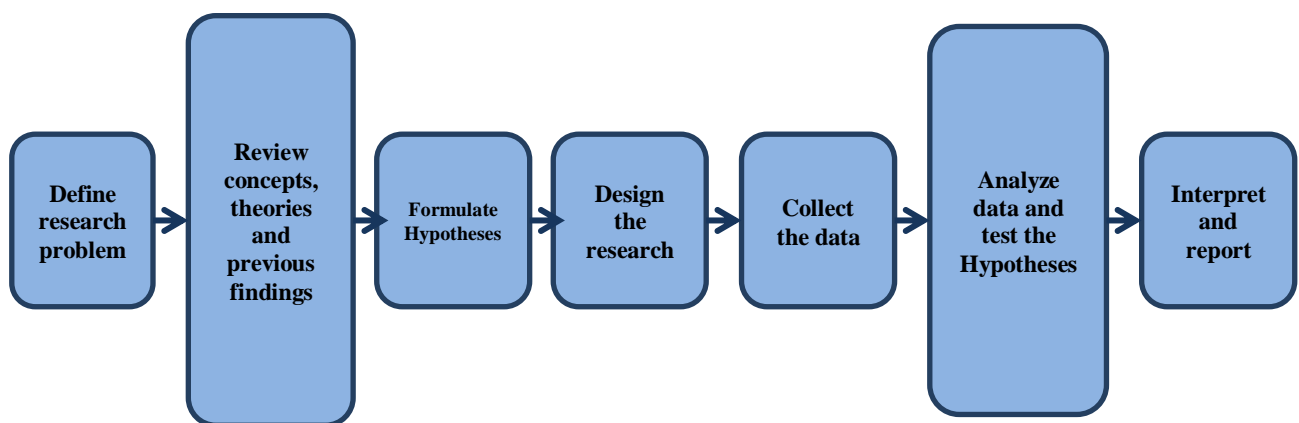 Define
research
problem
Review
concepts,
theories
and
previous
findings
Formulate
Hypotheses
Design
the
research
Collect
the data
Analyze
data and
test the
Hypotheses
Interpret
and
report